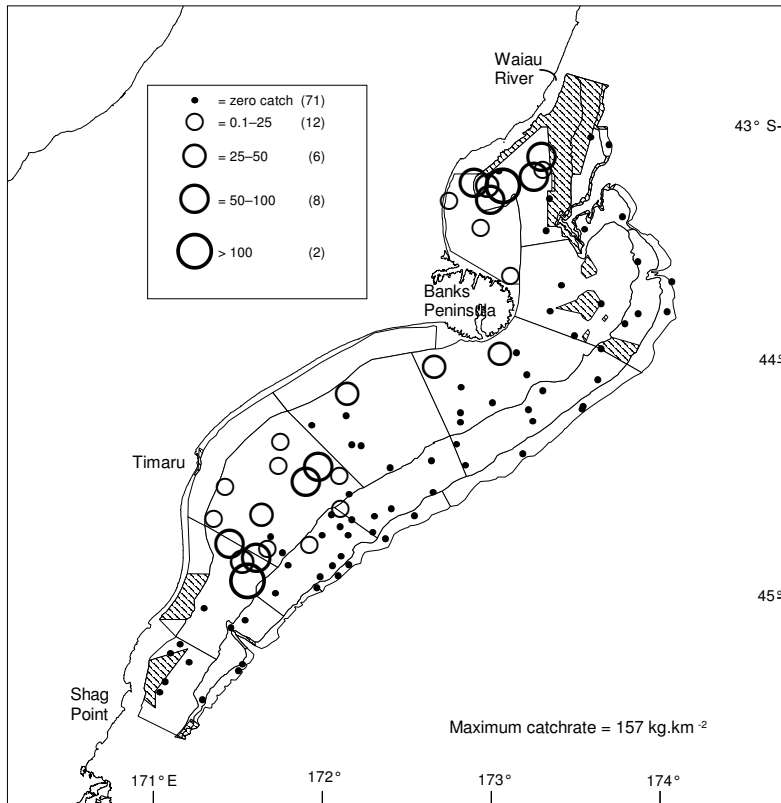 Waiau
River
= zero catch (71)
= 0.1–25 (12)
= 25–50 (6)
= 50–100 (8)
> 100 (2)
43° S
Banks
Peninsula
44°
Timaru
45°
Shag
Point
Maximum catchrate = 157 kg.km -2
171° E 172° 173° 174°